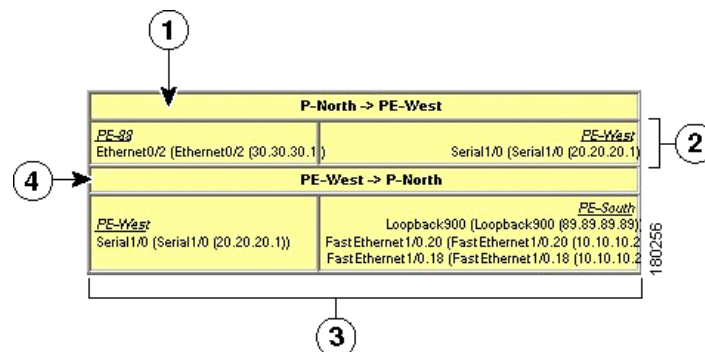 1
P-North -> PE-West
PE-88
Ethernet0/2 (Ethernet0/2 (30.30.30.1 )
PE-West
Serial1/0 (Serial1/0 (20.20.20.1)
2
4
PE-West -> P-North
PE-West
Serial1/0 (Serial1/0 (20.20.20.1))
PE-South
Loopback900 (Loopback900 (89.89.89.89))
FastEthernet1/0.20 (FastEthernet1/0.20 (10.10.10.2
FastEthernet1/0.18 (FastEthernet1/0.18 (10.10.10.2
180256
3